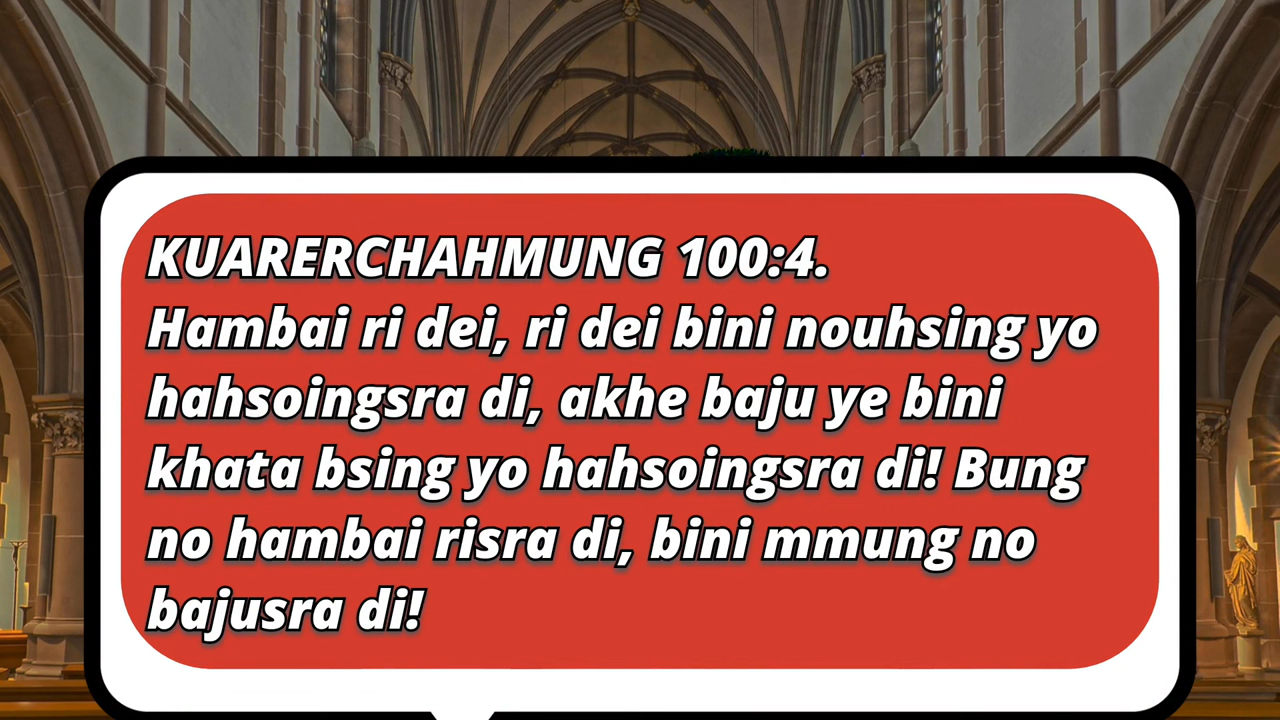 KUARERCHAHMUNG 100:4.
Hambai ri dei, ri dei bini nouhsing yo
hahsoingsra di, akhe baju ye bini
khata bsing yo hahsoingsra di! Bung
no hambai risra di, bini mmung no
bajusra di!